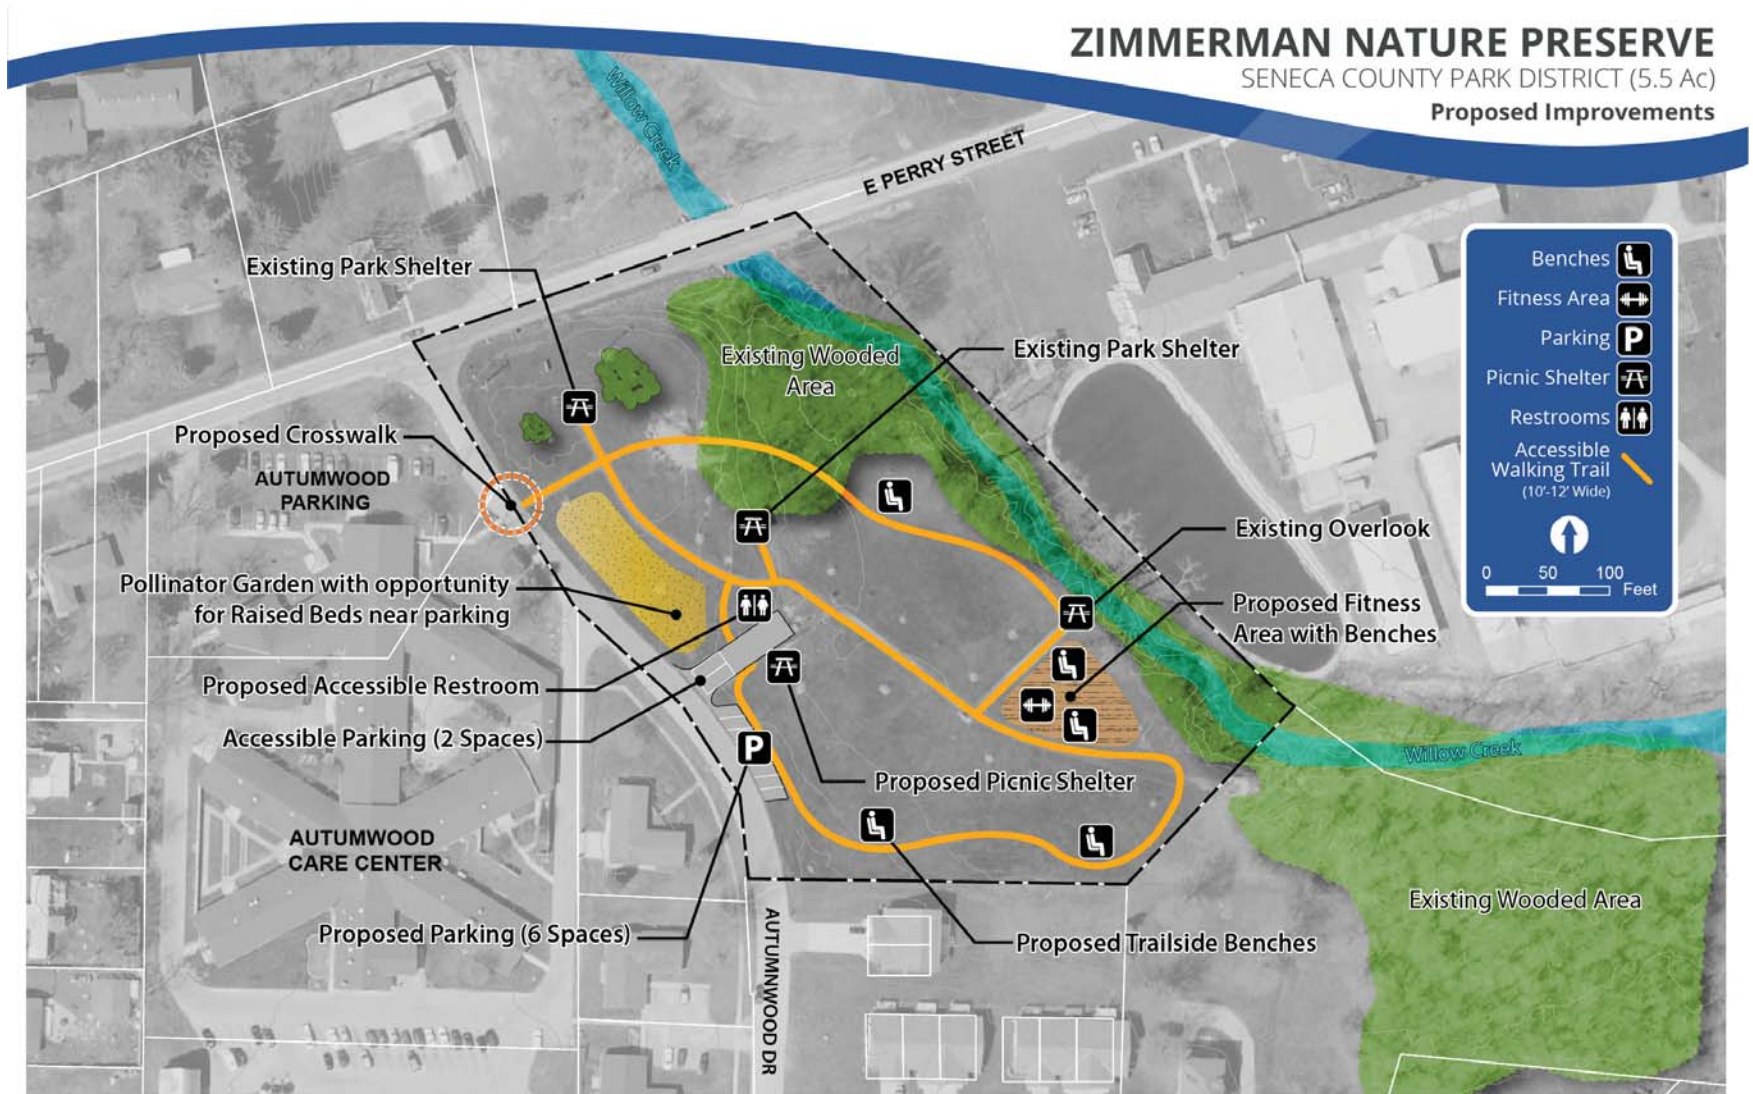 ZIMMERMAN NATURE PRESERVE
SENECA COUNTY PARK DISTRICT (5.5 Ac)
Proposed Improvements
Willow Creek
E PERRY STREET
Existing Park Shelter
Existing Wooded
Area
Existing Park Shelter
Proposed Crosswalk
AUTUMWOOD
PARKING
Existing Overlook
Pollinator Garden with opportunity
for Raised Beds near parking
Proposed Fitness
Area with Benches
Proposed Accessible Restroom
Accessible Parking (2 Spaces)
P
Willow Creek
Proposed Picnic Shelter
AUTUMWOOD
CARE CENTER
Existing Wooded Area
Proposed Parking (6 Spaces)
Proposed Trailside Benches
AUTUMNWOOD DR
Benches
Fitness Area
Parking P
Picnic Shelter
Restrooms
Accessible
Walking Trail
(10'-12' Wide)
0 50 100
Feet